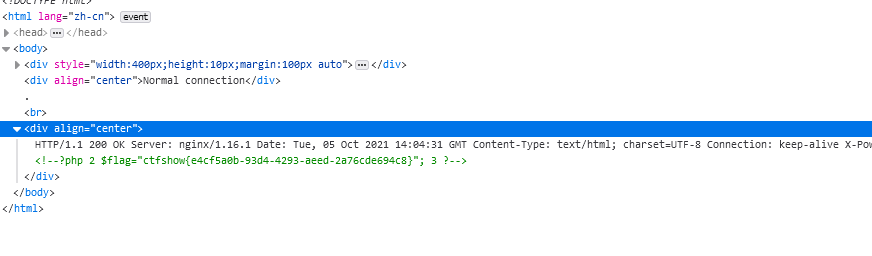 <!DOCTYPE html>
<html lang="zh-cn"> event
<head> ... </head>
<body>
<div style="width:400px;height:10px;margin:100px auto"> ... </div>
<div align="center">Normal connection</div>
.
<br>
<div align="center">
HTTP/1.1 200 OK Server: nginx/1.16.1 Date: Tue, 05 Oct 2021 14:04:31 GMT Content-Type: text/html; charset=UTF-8 Connection: keep-alive X-Pow
<!--?php 2 $flag="ctfshow{e4cf5a0b-93d4-4293-aeed-2a76cde694c8}"; 3 ?-->
</div>
</body>
</html>